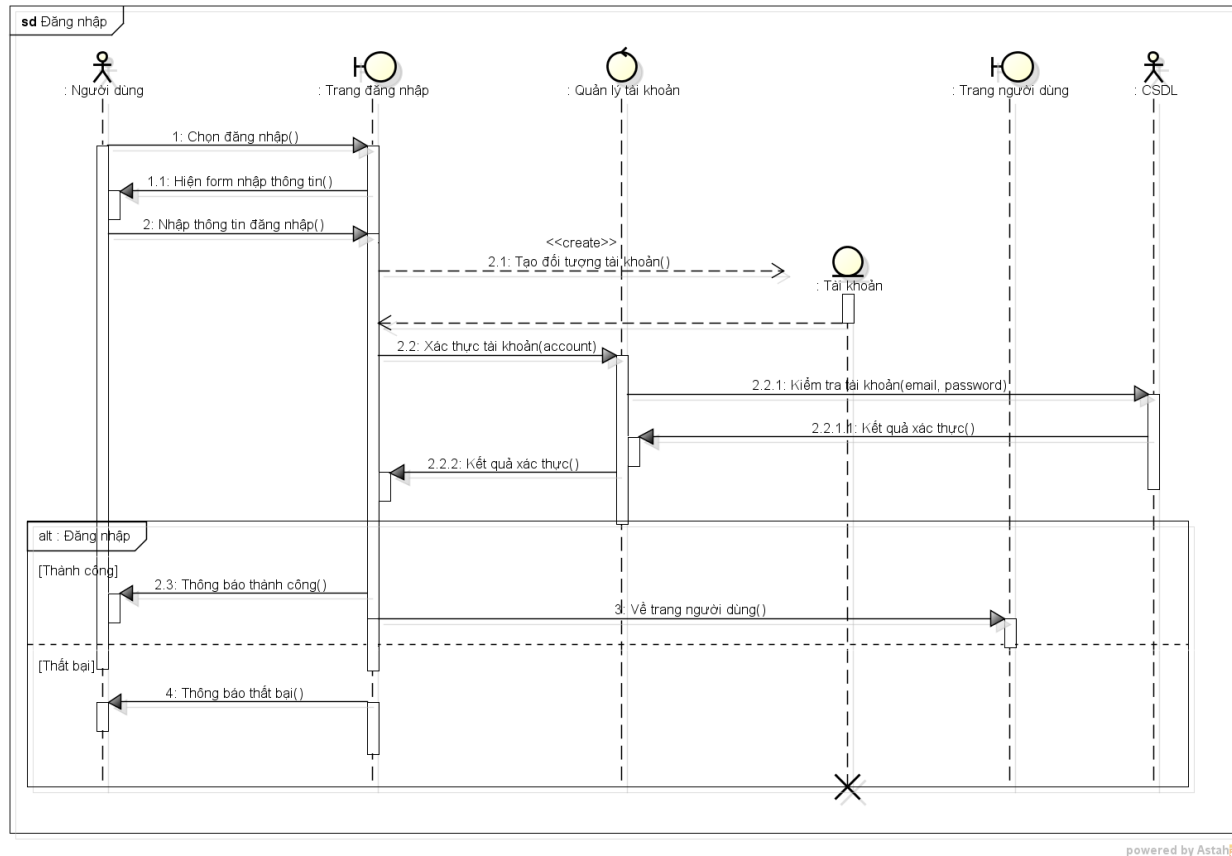 sd Đăng nhập
: Người dùng
: Trang đăng nhập
: Quản lý tài khoản
: Trang người dùng
: CSDL
1: Chọn đăng nhập()
1.1: Hiện form nhập thông tin()
2: Nhập thông tin đăng nhập()
<<create>>
2.1: Tạo đối tượng tài khoản()
: Tài khoản
2.2: Xác thực tài khoản(account)
2.2.1: Kiểm tra tài khoản(email, password)
2.2.1.1: Kết quả xác thực()
2.2.2: Kết quả xác thực()
alt : Đăng nhập
[Thành công]
2.3: Thông báo thành công()
3: Về trang người dùng()
[Thất bại]
4: Thông báo thất bại()
powered by Astah